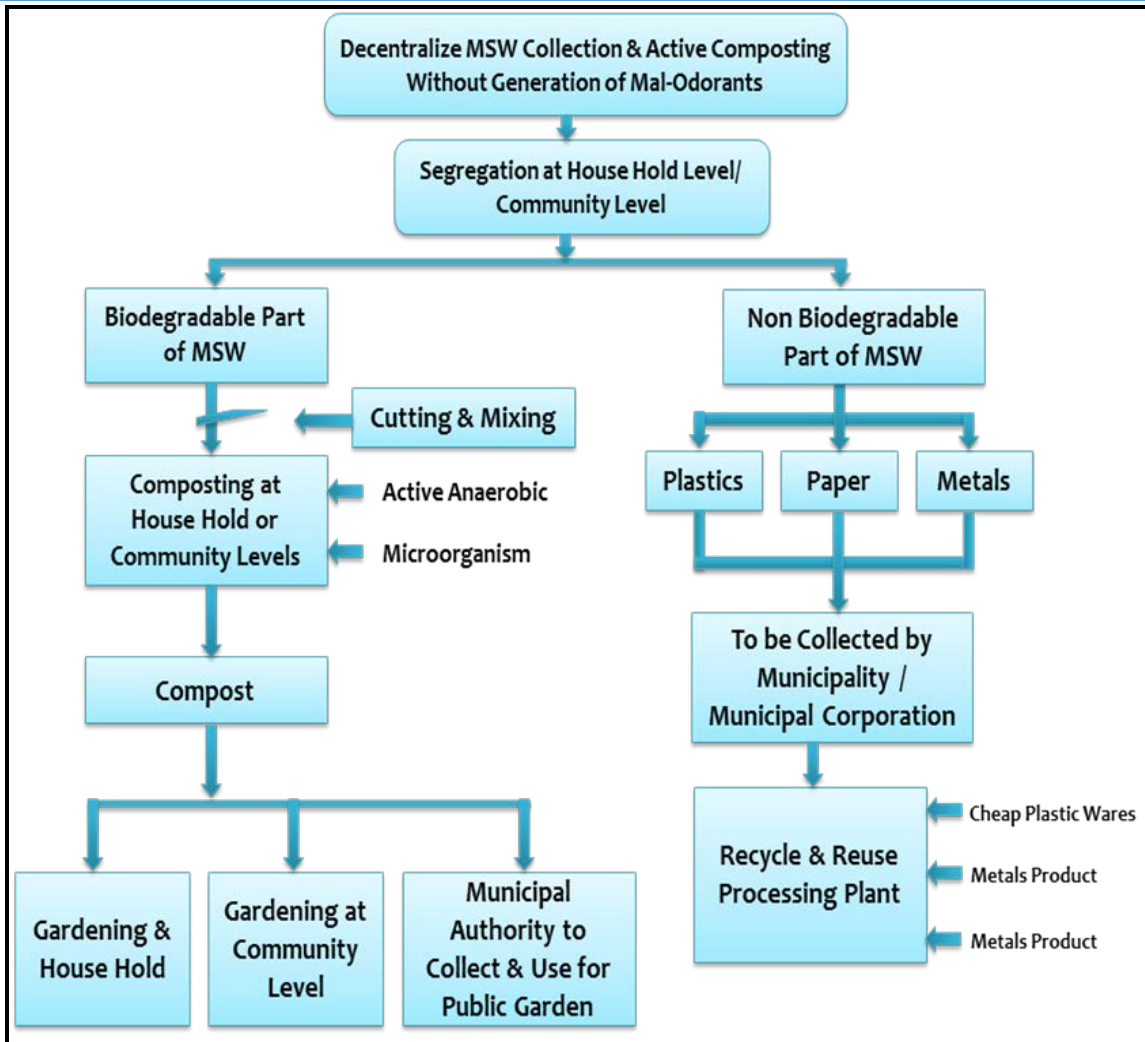 Decentralize MSW Collection & Active Composting
Without Generation of Mal-Odorants
Segregation at House Hold Level/
Community Level
Biodegradable Part
of MSW
Non Biodegradable
Part of MSW
Cutting & Mixing
Plastics
Paper
Metals
Composting at
House Hold or
Community Levels
Active Anaerobic
Microorganism
To be Collected by
Municipality /
Municipal Corporation
Compost
Recycle & Reuse
Processing Plant
Cheap Plastic Wares
Metals Product
Metals Product
Gardening &
House Hold
Gardening at
Community
Level
Municipal
Authority to
Collect & Use for
Public Garden